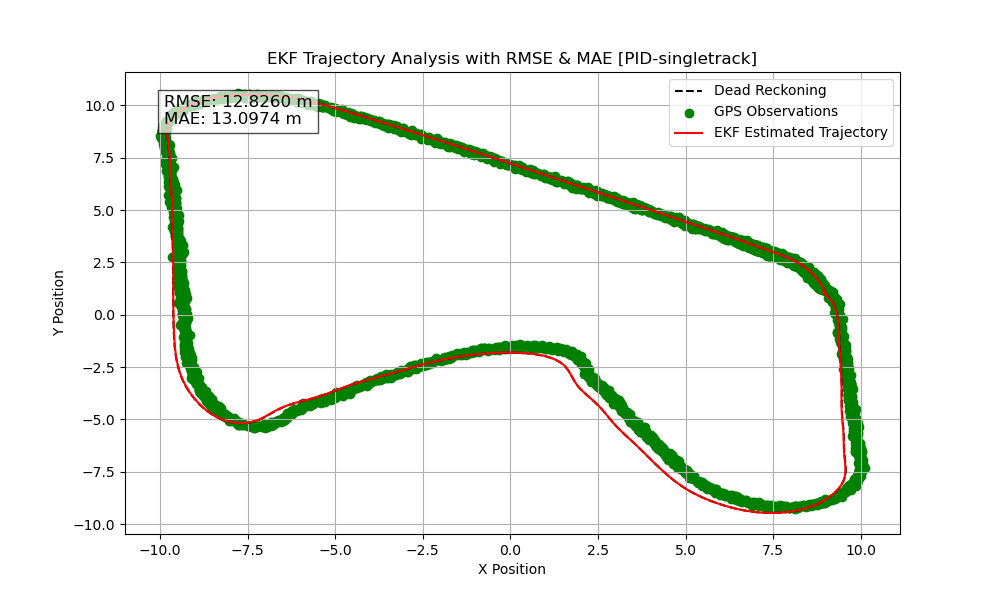 EKF Trajectory Analysis with RMSE & MAE [PID-singletrack]
RMSE: 12.8260 m
MAE: 13.0974 m
Dead Reckoning
GPS Observations
EKF Estimated Trajectory
Y Position
10.0
7.5
5.0
2.5
0.0
−2.5
−5.0
−7.5
−10.0
−10.0
−7.5
−5.0
−2.5
0.0
2.5
5.0
7.5
10.0
X Position